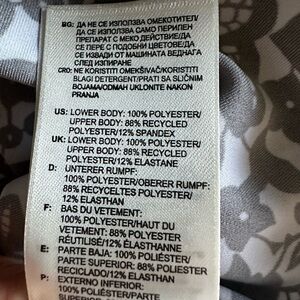 BG: ДА НЕ СЕ ИЗПОЛЗВА ОМЕКОТИТЕЛ/
ДА СЕ ИЗПОЛЗВА САМО ПЕРИЛЕН
ПРЕПАРАТ С МЕКО ДЕЙСТВИЕ/ДА
СЕ ПЕРЕ С ПОДОБНИ ЦВЕТОВЕ/ДА
СЕ ИЗВАДИ ОТ МАШИНАТА ВЕДНАГА
СЛЕД ИЗПИРАНЕ
CRO: NE KORISTITI OMEKŠIVAČ/KORISTITI
BLAGI DETERGENT/PRATI SA SLIČNIM
BOJAMA/ODMAH UKLONITE NAKON
PRANJA
US: LOWER BODY: 100% POLYESTER/
UPPER BODY: 88% RECYCLED
POLYESTER/12% SPANDEX
UK: LOWER BODY: 100% POLYESTER/
UPPER BODY: 88% RECYCLED
POLYESTER/12% ELASTANE
D: UNTERER RUMPF:
100% POLYESTER/OBERER RUMPF:
88% RECYCELTES POLYESTER/
12% ELASTHAN
F: BAS DU VETEMENT:
100% POLYESTER/HAUT DU
VETEMENT: 88% POLYESTER
RÉUTILISÉ/12% ÉLASTHANNE
E: PARTE BAJA: 100% POLIÉSTER/
PARTE SUPERIOR: 88% POLIÉSTER
RECICLADO/12% ELASTANO
P: EXTERNO INFERIOR:
100% POLIÉSTER/PARTE